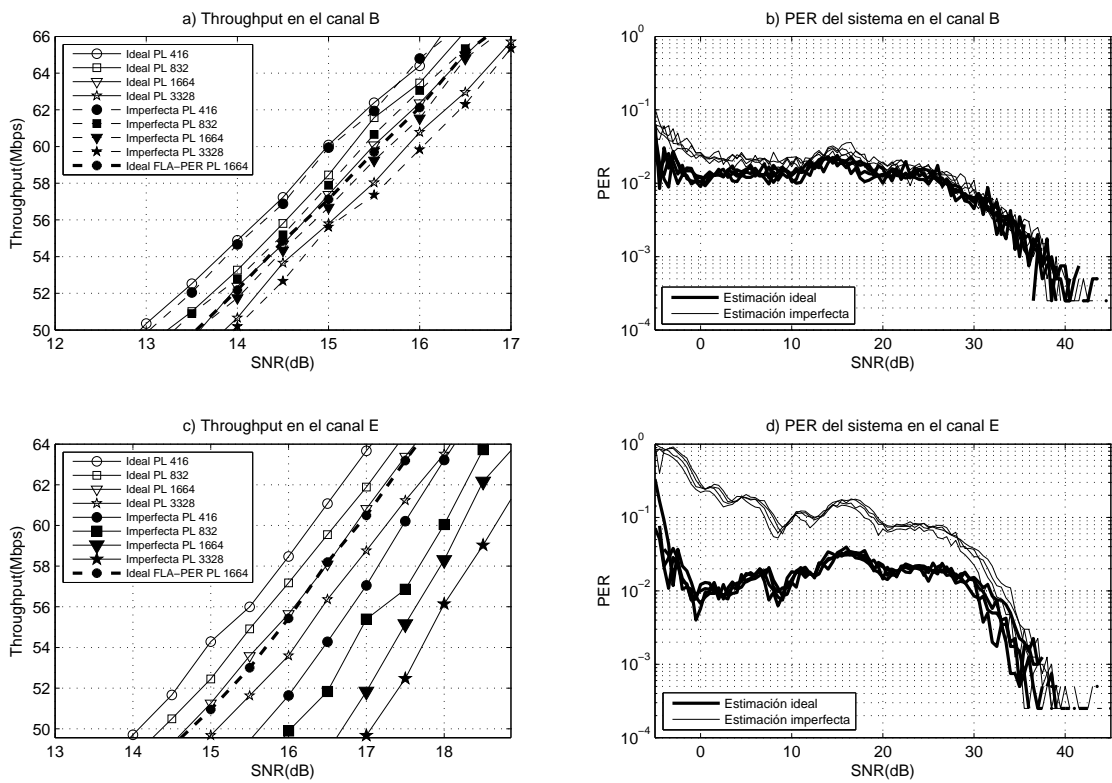 a) Throughput en el canal B
Throughput(Mbps)
66
64
62
60
58
56
54
52
50
12
13
14
15
16
17
SNR(dB)
Ideal PL 416
Ideal PL 832
Ideal PL 1664
Ideal PL 3328
Imperfecta PL 416
Imperfecta PL 832
Imperfecta PL 1664
Imperfecta PL 3328
Ideal FLA−PER PL 1664
b) PER del sistema en el canal B
PER
10^0
10^−1
10^−2
10^−3
10^−4
0
10
20
30
40
SNR(dB)
Estimación ideal
Estimación imperfecta
c) Throughput en el canal E
Throughput(Mbps)
64
62
60
58
56
54
52
50
13
14
15
16
17
18
SNR(dB)
Ideal PL 416
Ideal PL 832
Ideal PL 1664
Ideal PL 3328
Imperfecta PL 416
Imperfecta PL 832
Imperfecta PL 1664
Imperfecta PL 3328
Ideal FLA−PER PL 1664
d) PER del sistema en el canal E
PER
10^0
10^−1
10^−2
10^−3
10^−4
0
10
20
30
40
SNR(dB)
Estimación ideal
Estimación imperfecta